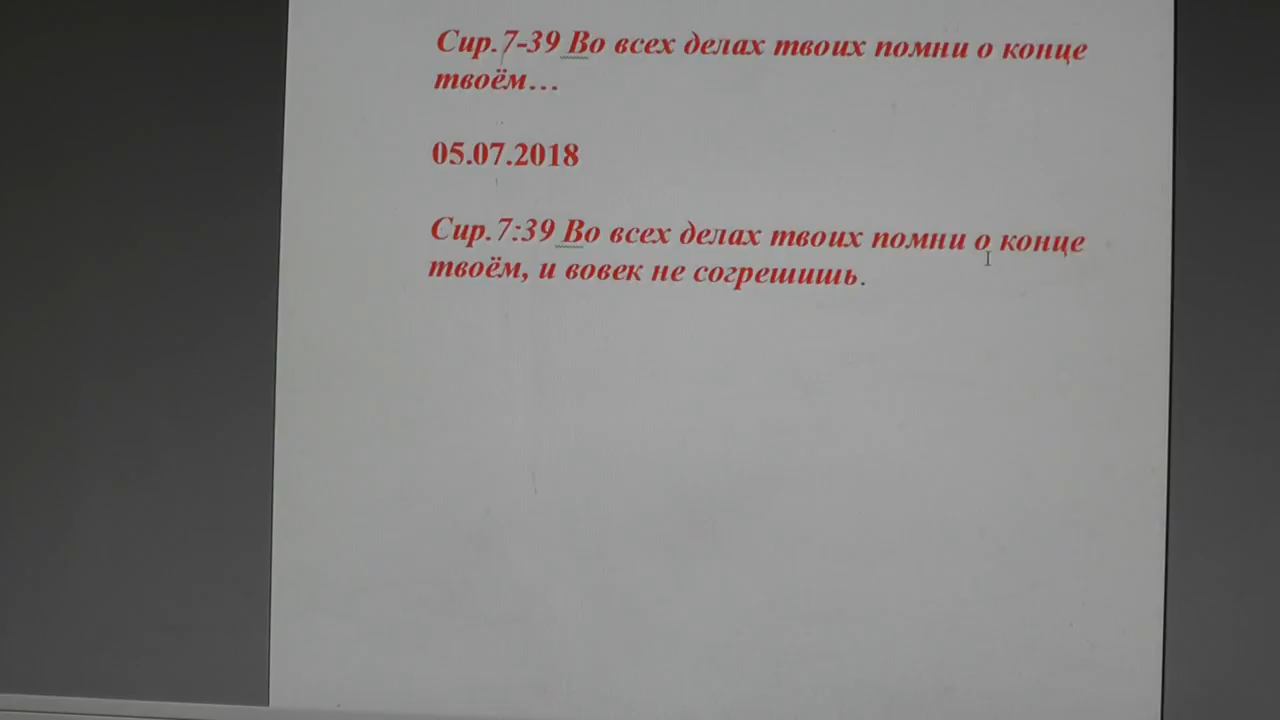 Сир.7-39 Во всех делах твоих помни о конце
твоём...
05.07.2018
Сир.7:39 Во всех делах твоих помни о конце
твоём, и вовек не согрешишь.